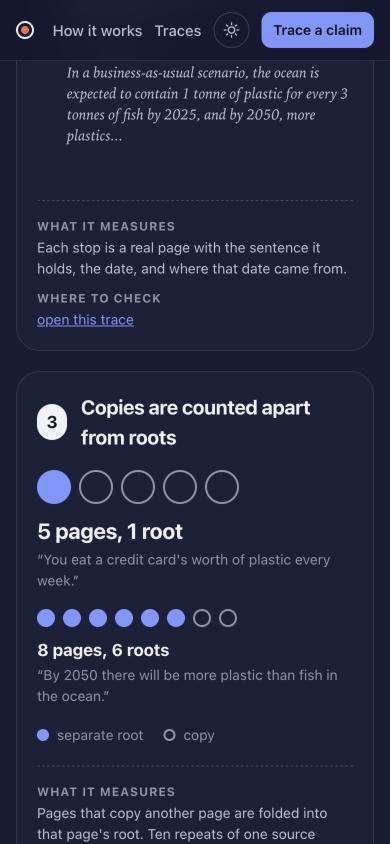 How it works Traces Trace a claim
In a business-as-usual scenario, the ocean is
expected to contain 1 tonne of plastic for every 3
tonnes of fish by 2025, and by 2050, more
plastics...
WHAT IT MEASURES
Each stop is a real page with the sentence it
holds, the date, and where that date came from.
WHERE TO CHECK
open this trace
3
Copies are counted apart
from roots
5 pages, 1 root
“You eat a credit card's worth of plastic every
week.”
8 pages, 6 roots
“By 2050 there will be more plastic than fish in
the ocean.”
separate root copy
WHAT IT MEASURES
Pages that copy another page are folded into
that page's root. Ten repeats of one source